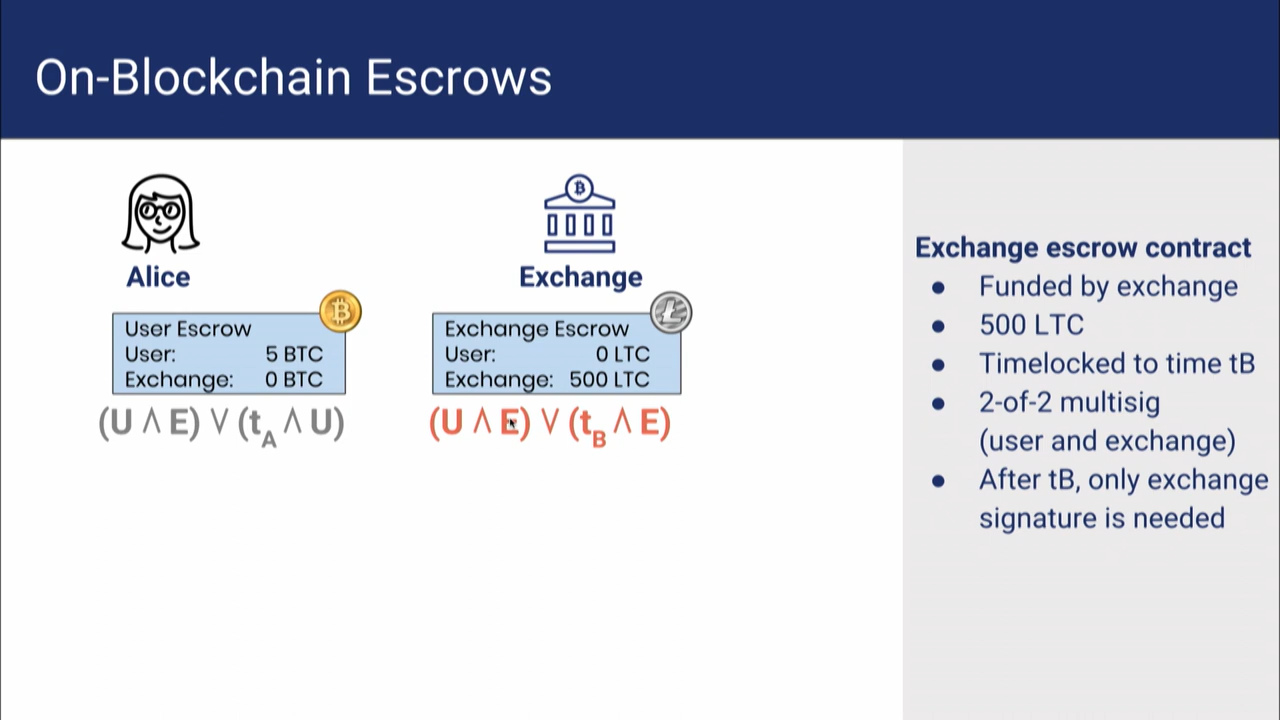 On-Blockchain Escrows
Alice
User Escrow
User: 5 BTC
Exchange: 0 BTC
(U ∧ E) ∨ (tA ∧ U)
Exchange
Exchange Escrow
User: 0 LTC
Exchange: 500 LTC
(U ∧ E) ∨ (tB ∧ E)
Exchange escrow contract
● Funded by exchange
● 500 LTC
● Timelocked to time tB
● 2-of-2 multisig
(user and exchange)
● After tB, only exchange
signature is needed